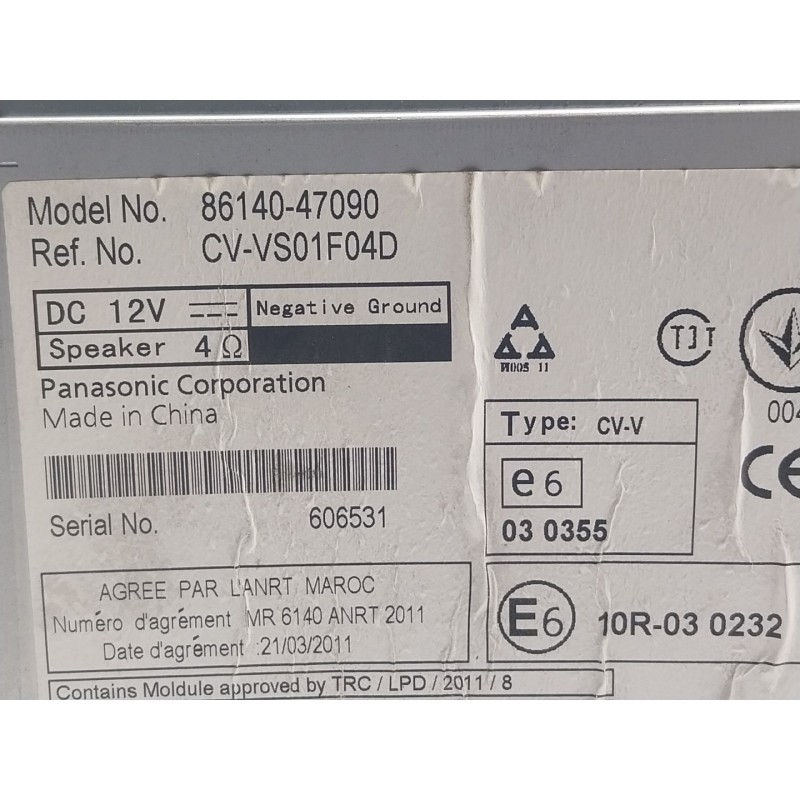 Model No. 86140-47090
Ref. No. CV-VS01F04D
DC 12V Negative Ground
Speaker 4Ω
Panasonic Corporation
Made in China
Serial No. 606531
AGREE PAR L'ANRT MAROC
Numéro d'agrément MR 6140 ANRT 2011
Date d'agrément :21/03/2011
Contains Moldule approved by TRC / LPD / 2011 / 8
004
Type: CV-V
e6
03 0355
CE
E6 10R-03 0232